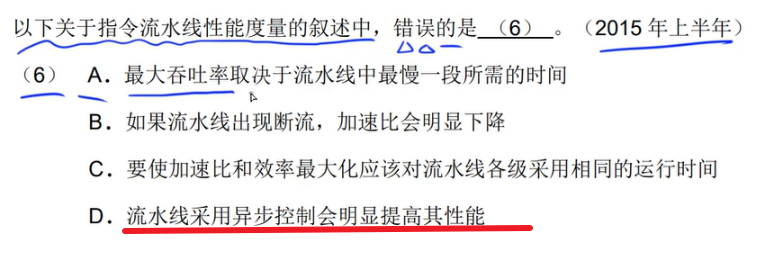 以下关于指令流水线性能度量的叙述中，错误的是 （6） 。（2015 年上半年）
（6） A．最大吞吐率取决于流水线中最慢一段所需的时间
B．如果流水线出现断流，加速比会明显下降
C．要使加速比和效率最大化应该对流水线各级采用相同的运行时间
D．流水线采用异步控制会明显提高其性能